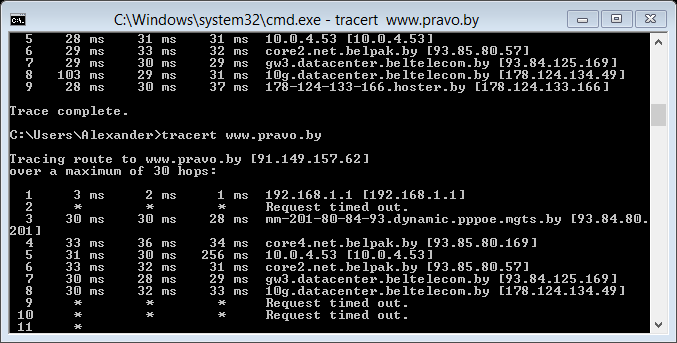 C:\Windows\system32\cmd.exe - tracert  www.pravo.by
  5    28 ms    31 ms    31 ms  10.0.4.53 [10.0.4.53]
  6    29 ms    33 ms    32 ms  core2.net.belpak.by [93.85.80.57]
  7    29 ms    30 ms    29 ms  gw3.datacenter.beltelecom.by [93.84.125.169]
  8   103 ms    29 ms    31 ms  10g.datacenter.beltelecom.by [178.124.134.49]
  9    28 ms    30 ms    37 ms  178-124-133-166.hoster.by [178.124.133.166]
Trace complete.
C:\Users\Alexander>tracert www.pravo.by
Tracing route to www.pravo.by [91.149.157.62]
over a maximum of 30 hops:
  1     3 ms     2 ms     1 ms  192.168.1.1 [192.168.1.1]
  2     *        *        *     Request timed out.
  3    30 ms    30 ms    28 ms  mm-201-80-84-93.dynamic.pppoe.mgts.by [93.84.80.
201]
  4    33 ms    36 ms    34 ms  core4.net.belpak.by [93.85.80.169]
  5    31 ms    30 ms   256 ms  10.0.4.53 [10.0.4.53]
  6    33 ms    32 ms    31 ms  core2.net.belpak.by [93.85.80.57]
  7    30 ms    28 ms    29 ms  gw3.datacenter.beltelecom.by [93.84.125.169]
  8    30 ms    32 ms    33 ms  10g.datacenter.beltelecom.by [178.124.134.49]
  9     *        *        *     Request timed out.
 10     *        *        *     Request timed out.
 11     *